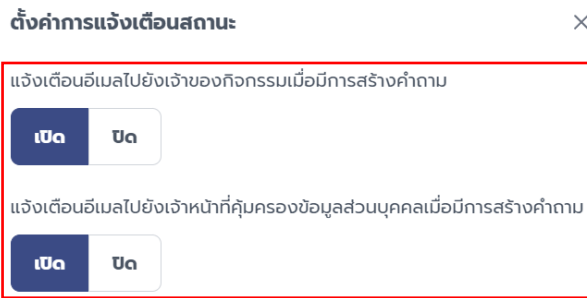 ตั้งค่าการแจ้งเตือนสถานะ
แจ้งเตือนอีเมลไปยังเจ้าของกิจกรรมเมื่อมีการสร้างคำถาม
เปิด ปิด
แจ้งเตือนอีเมลไปยังเจ้าหน้าที่คุ้มครองข้อมูลส่วนบุคคลเมื่อมีการสร้างคำถาม
เปิด ปิด